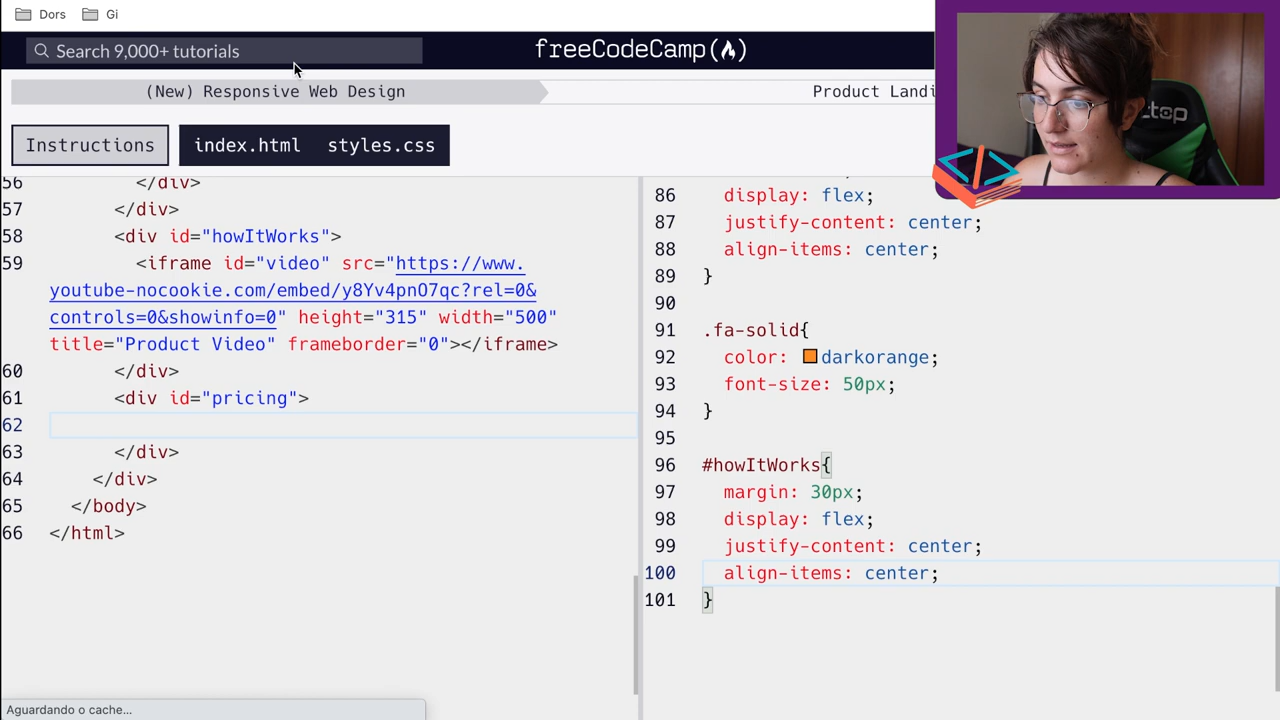 Dors Gi
Search 9,000+ tutorials
freeCodeCamp
(New) Responsive Web Design
Product Landi
Instructions
index.html styles.css
56 </div>
57 </div>
58 <div id="howItWorks">
59 <iframe id="video" src="https://www.
youtube-nocookie.com/embed/y8Yv4pnO7qc?rel=0&
controls=0&showinfo=0" height="315" width="500"
title="Product Video" frameborder="0"></iframe>
60 </div>
61 <div id="pricing">
62
63 </div>
64 </div>
65 </body>
66 </html>
86 display: flex;
87 justify-content: center;
88 align-items: center;
89 }
90
91 .fa-solid{
92 color: darkorange;
93 font-size: 50px;
94 }
95
96 #howItWorks{
97 margin: 30px;
98 display: flex;
99 justify-content: center;
100 align-items: center;
101 }
Aguardando o cache...